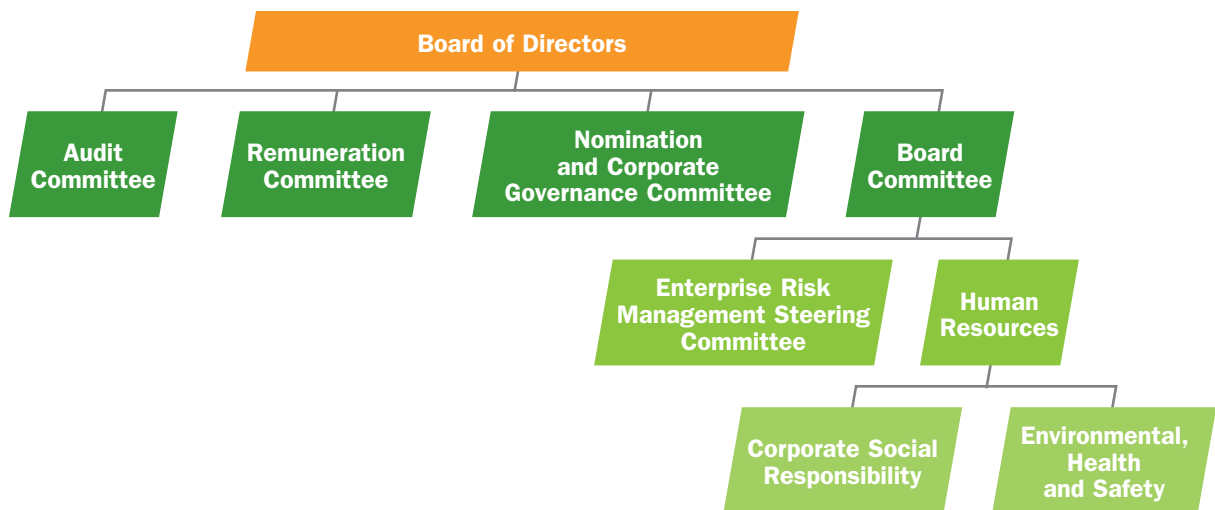 Board of Directors
Audit
Committee
Remuneration
Committee
Nomination
and Corporate
Governance Committee
Board
Committee
Enterprise Risk
Management Steering
Committee
Human
Resources
Corporate Social
Responsibility
Environmental,
Health
and Safety